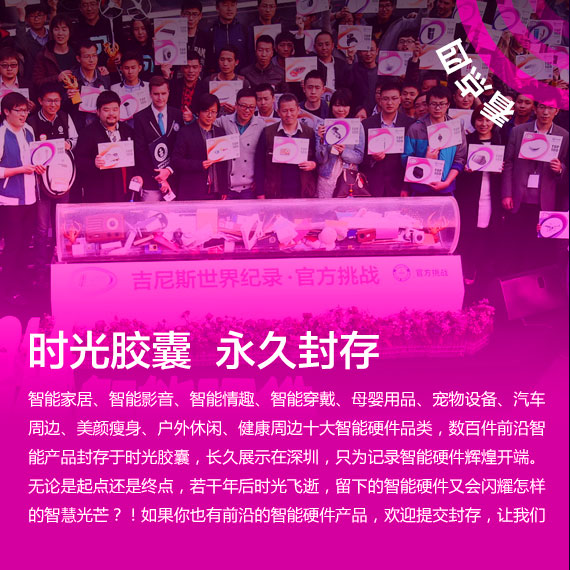 看点四
吉尼斯世界纪录·官方挑战
官方挑战
时光胶囊 永久封存
智能家居、智能影音、智能情趣、智能穿戴、母婴用品、宠物设备、汽车
周边、美颜瘦身、户外休闲、健康周边十大智能硬件品类，数百件前沿智
能产品封存于时光胶囊，长久展示在深圳，只为记录智能硬件辉煌开端。
无论是起点还是终点，若干年后时光飞逝，留下的智能硬件又会闪耀怎样
的智慧光芒？！如果你也有前沿的智能硬件产品，欢迎提交封存，让我们